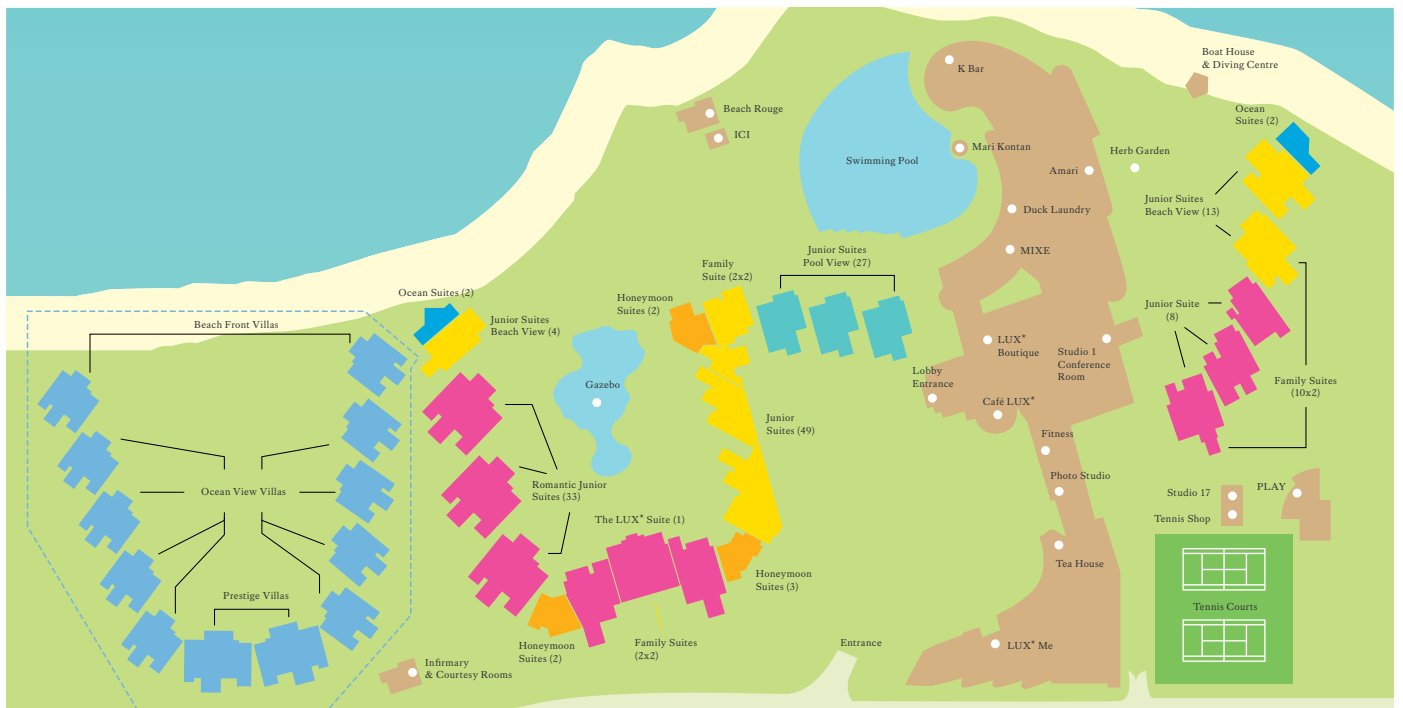 Boat House
& Diving Centre
K Bar
Beach Rouge
ICI
Ocean
Suites (2)
Mari Kontan
Herb Garden
Swimming Pool
Amari
Junior Suites
Beach View (13)
Duck Laundry
MIXE
Junior Suites
Pool View (27)
Family
Suite (2x2)
Honeymoon
Suites (2)
Ocean Suites (2)
Junior Suites
Beach View (4)
Beach Front Villas
Junior Suite
(8)
LUX*
Boutique
Studio 1
Conference
Room
Lobby
Entrance
Gazebo
Family Suites
(10x2)
Café LUX*
Junior
Suites (49)
Fitness
Photo Studio
Romantic Junior
Suites (33)
Ocean View Villas
Studio 17
PLAY
Tennis Shop
The LUX* Suite (1)
Tea House
Honeymoon
Suites (3)
Prestige Villas
Tennis Courts
Honeymoon
Suites (2)
Family Suites
(2x2)
Entrance
LUX* Me
Infirmary
& Courtesy Rooms